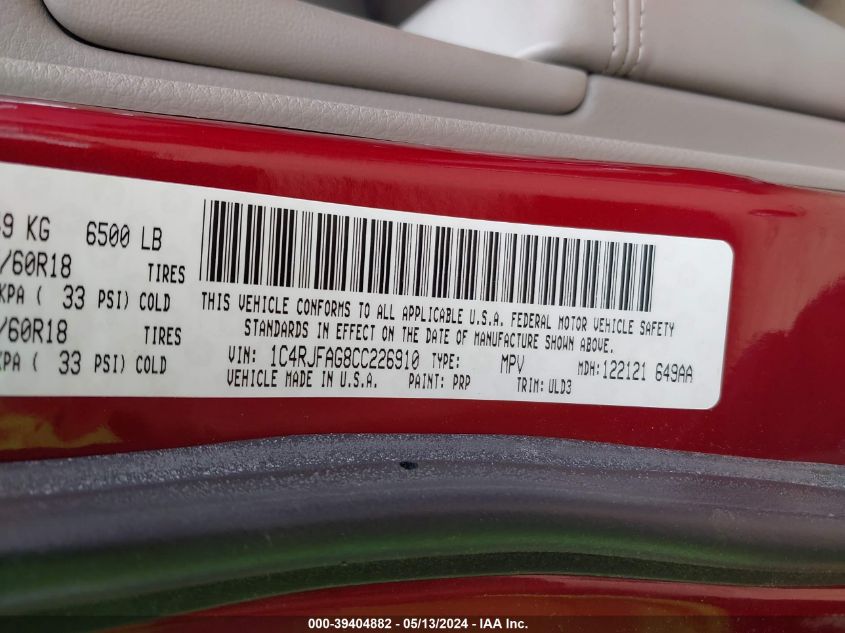 59 KG 6500 LB
/60R18 TIRES
KPA ( 33 PSI) COLD
/60R18 TIRES
KPA ( 33 PSI) COLD
THIS VEHICLE CONFORMS TO ALL APPLICABLE U.S.A. FEDERAL MOTOR VEHICLE SAFETY
STANDARDS IN EFFECT ON THE DATE OF MANUFACTURE SHOWN ABOVE.
VIN: 1C4RJFAG8CC226910 TYPE: MPV MDH: 122121 649AA
VEHICLE MADE IN U.S.A. PAINT: PRP TRIM: ULD3
000-39404882 - 05/13/2024 - IAA Inc.